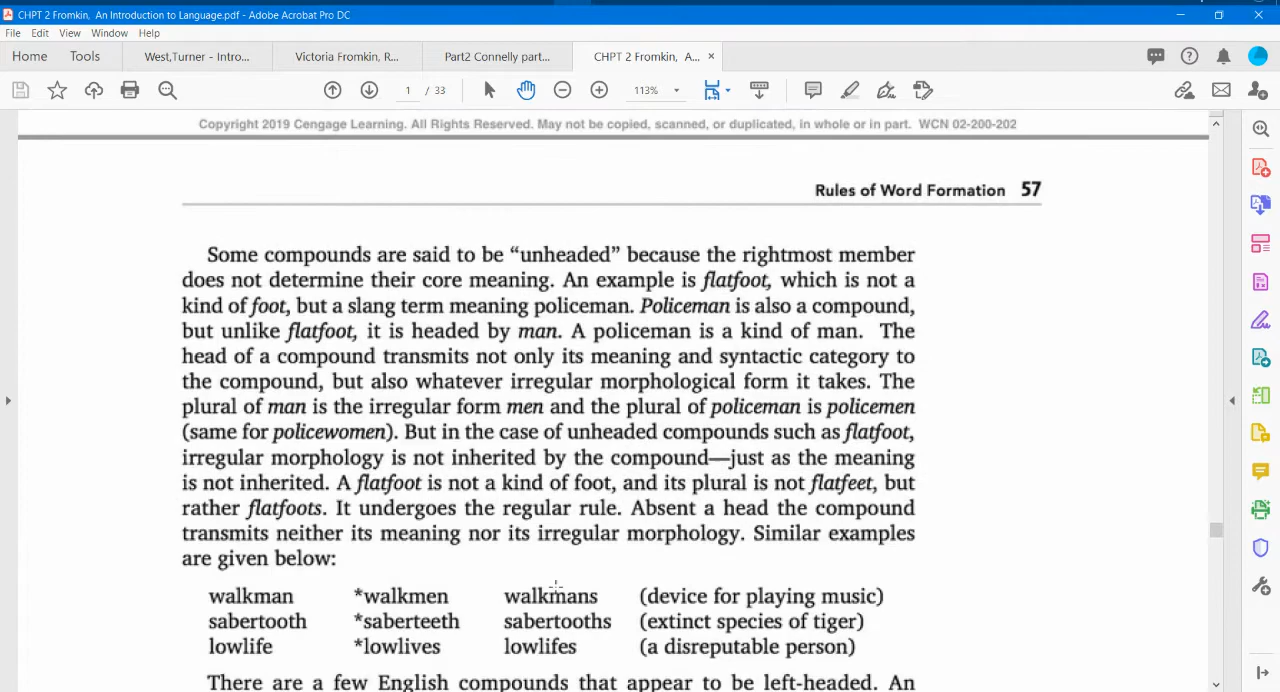 CHPT 2 Fromkin, An Introduction to Language.pdf - Adobe Acrobat Pro DC
File Edit View Window Help
Home Tools West,Turner - Intro... Victoria Fromkin, R... Part2 Connelly part... CHPT 2 Fromkin, A... ×
1 / 33 113%
Copyright 2019 Cengage Learning. All Rights Reserved. May not be copied, scanned, or duplicated, in whole or in part. WCN 02-200-202
Rules of Word Formation 57
Some compounds are said to be “unheaded” because the rightmost member
does not determine their core meaning. An example is flatfoot, which is not a
kind of foot, but a slang term meaning policeman. Policeman is also a compound,
but unlike flatfoot, it is headed by man. A policeman is a kind of man. The
head of a compound transmits not only its meaning and syntactic category to
the compound, but also whatever irregular morphological form it takes. The
plural of man is the irregular form men and the plural of policeman is policemen
(same for policewomen). But in the case of unheaded compounds such as flatfoot,
irregular morphology is not inherited by the compound—just as the meaning
is not inherited. A flatfoot is not a kind of foot, and its plural is not flatfeet, but
rather flatfoots. It undergoes the regular rule. Absent a head the compound
transmits neither its meaning nor its irregular morphology. Similar examples
are given below:
walkman *walkmen walkmans (device for playing music)
sabertooth *saberteeth sabertooths (extinct species of tiger)
lowlife *lowlives lowlifes (a disreputable person)
There are a few English compounds that appear to be left-headed. An